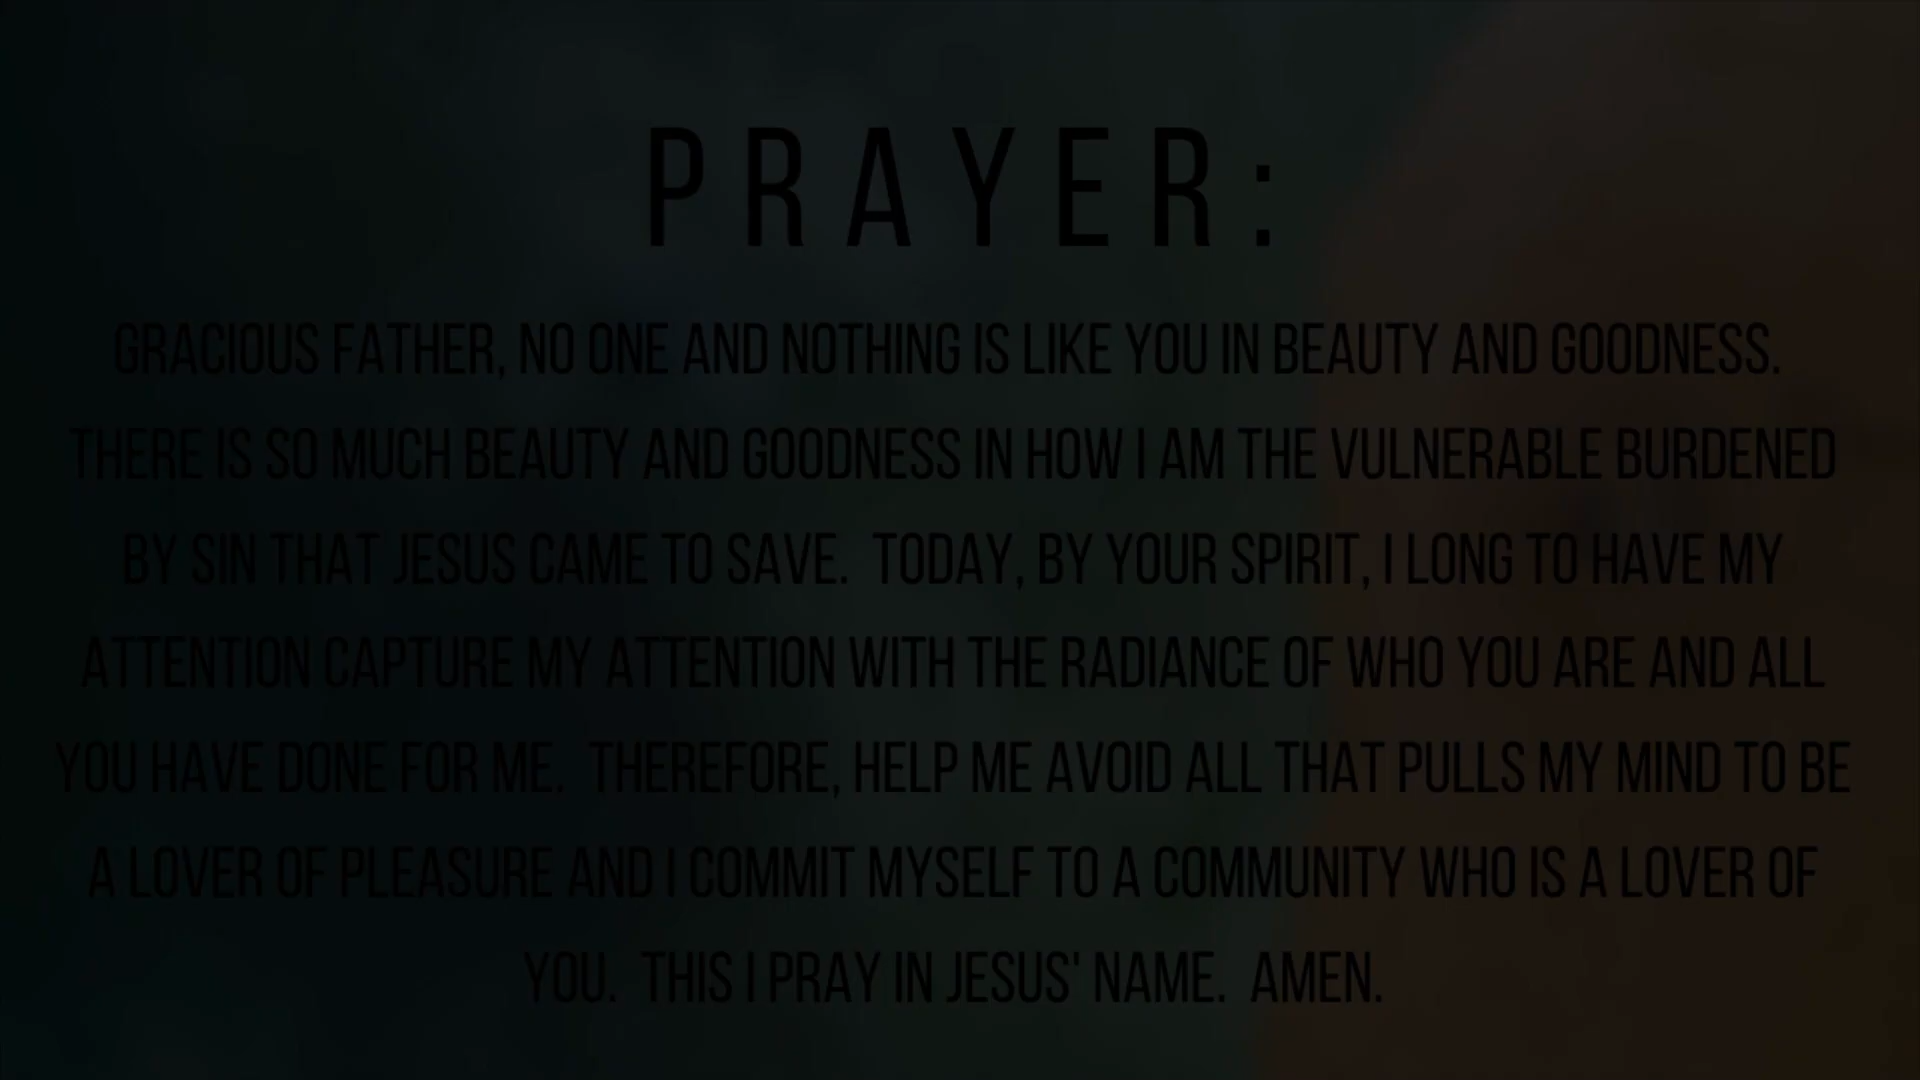 PRAYER:
GRACIOUS FATHER, NO ONE AND NOTHING IS LIKE YOU IN BEAUTY AND GOODNESS.
THERE IS SO MUCH BEAUTY AND GOODNESS IN HOW I AM THE VULNERABLE BURDENED
BY SIN THAT JESUS CAME TO SAVE. TODAY, BY YOUR SPIRIT, I LONG TO HAVE MY
ATTENTION CAPTURE MY ATTENTION WITH THE RADIANCE OF WHO YOU ARE AND ALL
YOU HAVE DONE FOR ME. THEREFORE, HELP ME AVOID ALL THAT PULLS MY MIND TO BE
A LOVER OF PLEASURE AND I COMMIT MYSELF TO A COMMUNITY WHO IS A LOVER OF
YOU. THIS I PRAY IN JESUS' NAME. AMEN.